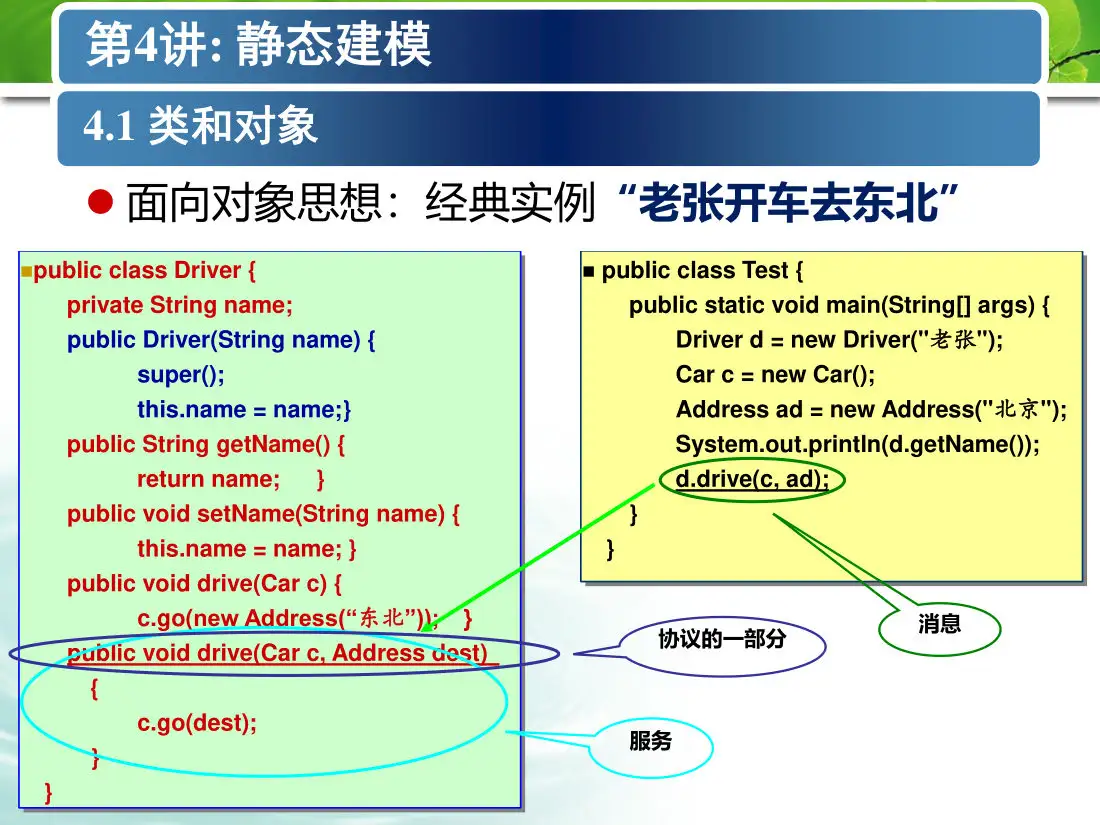 第4讲: 静态建模
4.1 类和对象
面向对象思想：经典实例“老张开车去东北”
public class Driver {
private String name;
public Driver(String name) {
super();
this.name = name;}
public String getName() {
return name; }
public void setName(String name) {
this.name = name; }
public void drive(Car c) {
c.go(new Address(“东北”)); }
public void drive(Car c, Address dest)
{
c.go(dest);
}
}
public class Test {
public static void main(String[] args) {
Driver d = new Driver("老张");
Car c = new Car();
Address ad = new Address("北京");
System.out.println(d.getName());
d.drive(c, ad);
}
}
消息
协议的一部分
服务